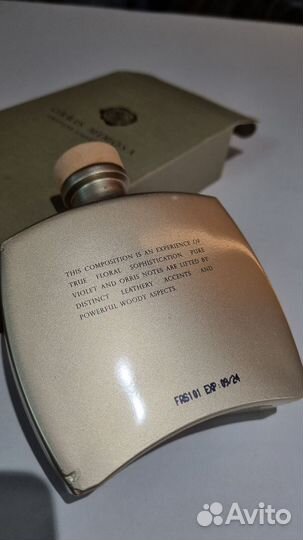 ORRIS MIMOSA
THIS COMPOSITION IS AN EXPERIENCE OF
TRUE FLORAL SOPHISTICATION. PURE
VIOLET AND ORRIS NOTES ARE LIFTED BY
DISTINCT LEATHERY ACCENTS AND
POWERFUL WOODY ASPECTS.
FAS101 EXP:09/24
Avito